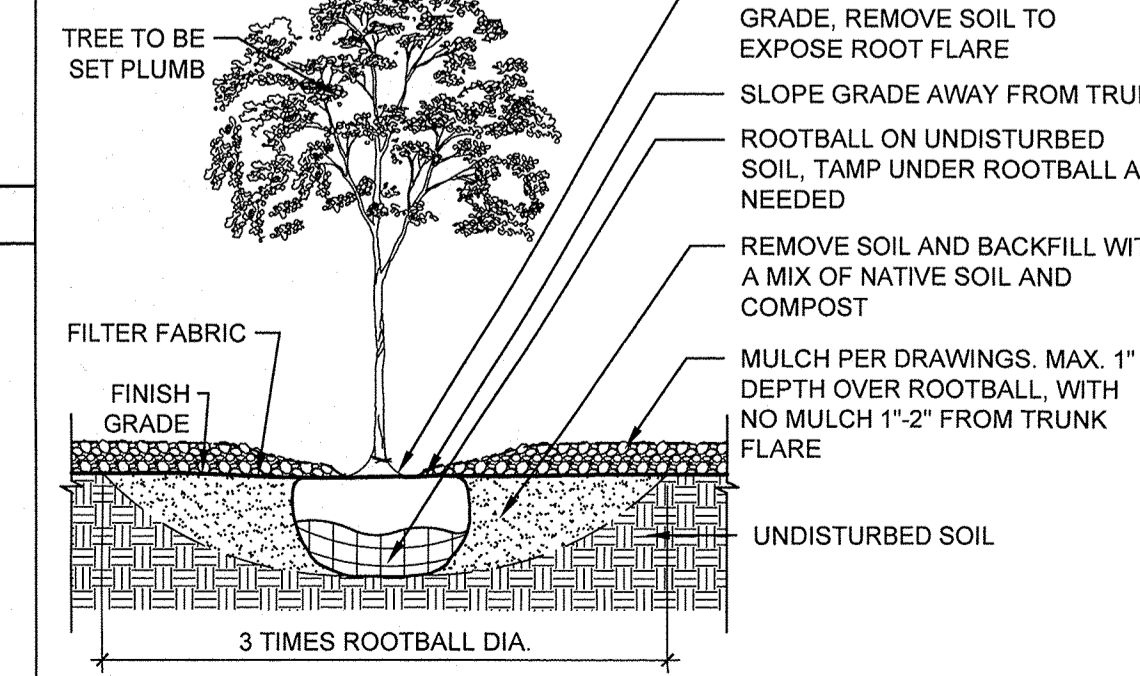 TREE TO BE
SET PLUMB
GRADE, REMOVE SOIL TO
EXPOSE ROOT FLARE
SLOPE GRADE AWAY FROM
ROOTBALL ON UNDISTURBED
SOIL, TAMP UNDER ROOTBALL
NEEDED
REMOVE SOIL AND BACKFILL
A MIX OF NATIVE SOIL AND
COMPOST
FILTER FABRIC
FINISH
GRADE
MULCH PER DRAWINGS. MAX. 1"
DEPTH OVER ROOTBALL, WITH
NO MULCH 1"-2" FROM TRUNK
FLARE
UNDISTURBED SOIL
3 TIMES ROOTBALL DIA.